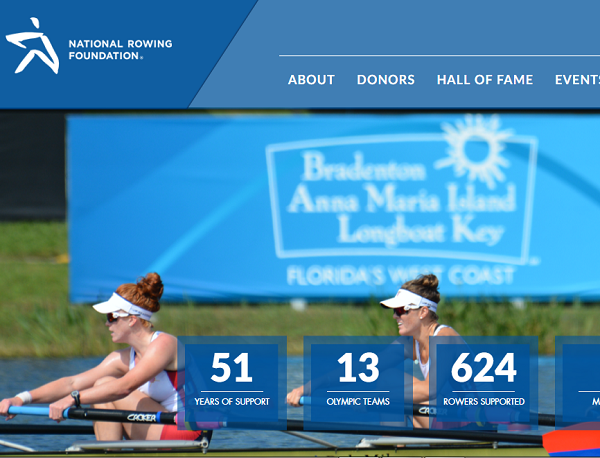 NATIONAL ROWING
FOUNDATION®
ABOUT DONORS HALL OF FAME EVENTS
Bradenton
Anna Maria Island
Longboat Key
FLORIDA'S WEST COAST
51 13 624
YEARS OF SUPPORT OLYMPIC TEAMS ROWERS SUPPORTED M
CROKER CROKER